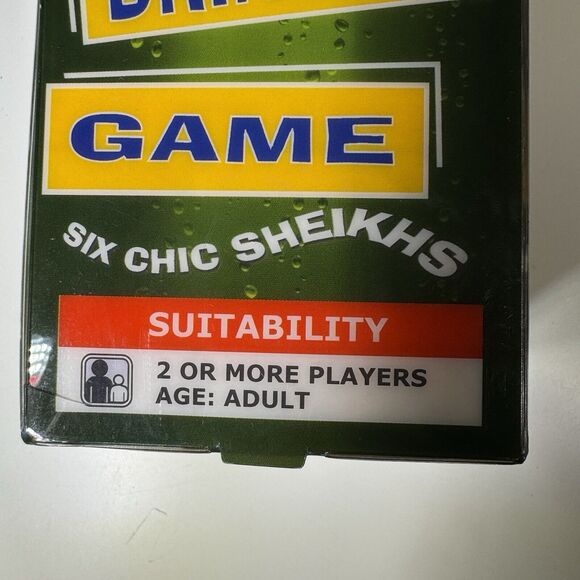 GAME
SIX CHIC SHEIKHS
SUITABILITY
2 OR MORE PLAYERS
AGE: ADULT